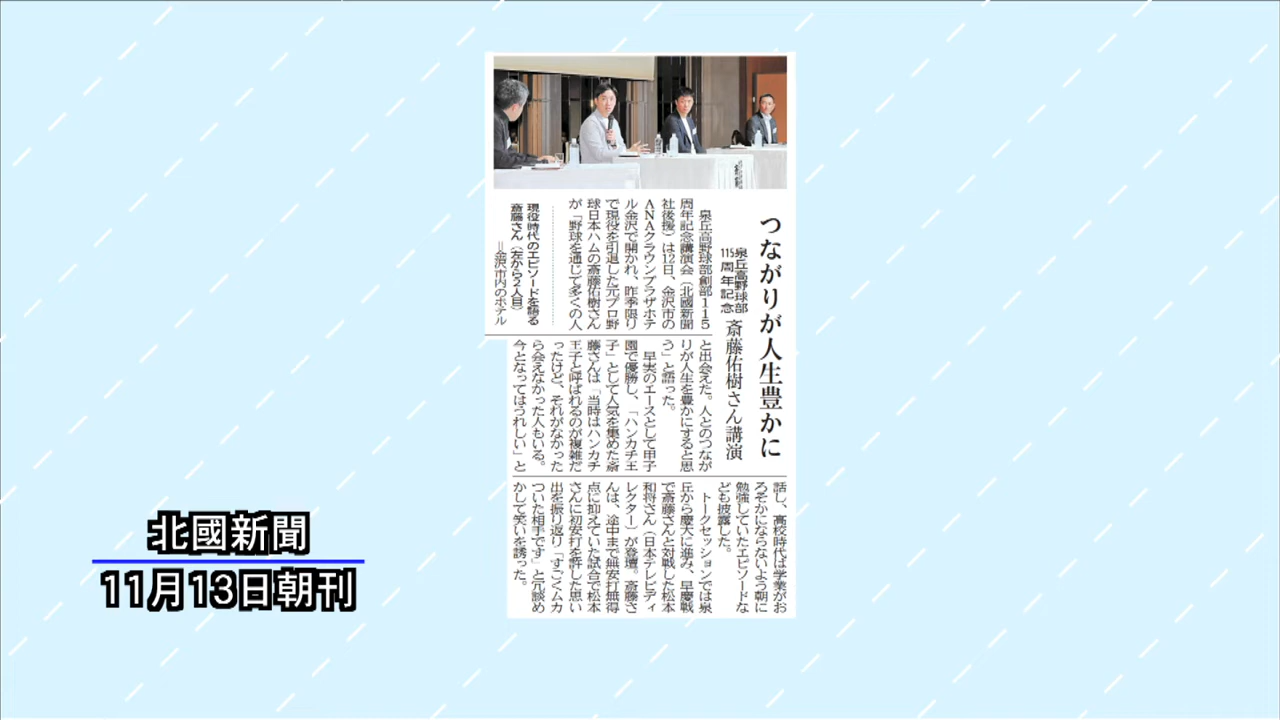 つながりが人生豊かに
泉丘高野球部
115周年記念
斎藤佑樹さん講演
泉丘高野球部創部115
周年記念講演会(北國新聞
社後援)は12日、金沢市の
ANAクラウンプラザホテ
ル金沢で開かれ、昨季限り
で現役を引退した元プロ野
球日本ハムの斎藤佑樹さん
が「野球を通じて多くの人
現役時代のエピソードを語る
斎藤さん(左から2人目)
=金沢市内のホテル
と出会えた。人とのつなが
りが人生を豊かにすると思
う」と語った。
早実のエースとして甲子
園で優勝し、「ハンカチ王
子」として人気を集めた斎
藤さんは「当時はハンカチ
王子と呼ばれるのが複雑だ
ったけど、それがなかった
ら会えなかった人もいる。
今となってはうれしい」と
話し、高校時代は学業がお
ろそかにならないよう朝に
勉強していたエピソードな
ども披露した。
トークセッションでは泉
丘から慶大に進み、早慶戦
で斎藤さんと対戦した松本
和将さん(日本テレビディ
レクター)が登壇。斎藤さ
んは、途中まで無安打無得
点に抑えていた試合で松本
さんに初安打を許した思い
出を振り返り「すごくムカ
ついた相手です」と冗談め
かして笑いを誘った。
北國新聞
11月13日朝刊